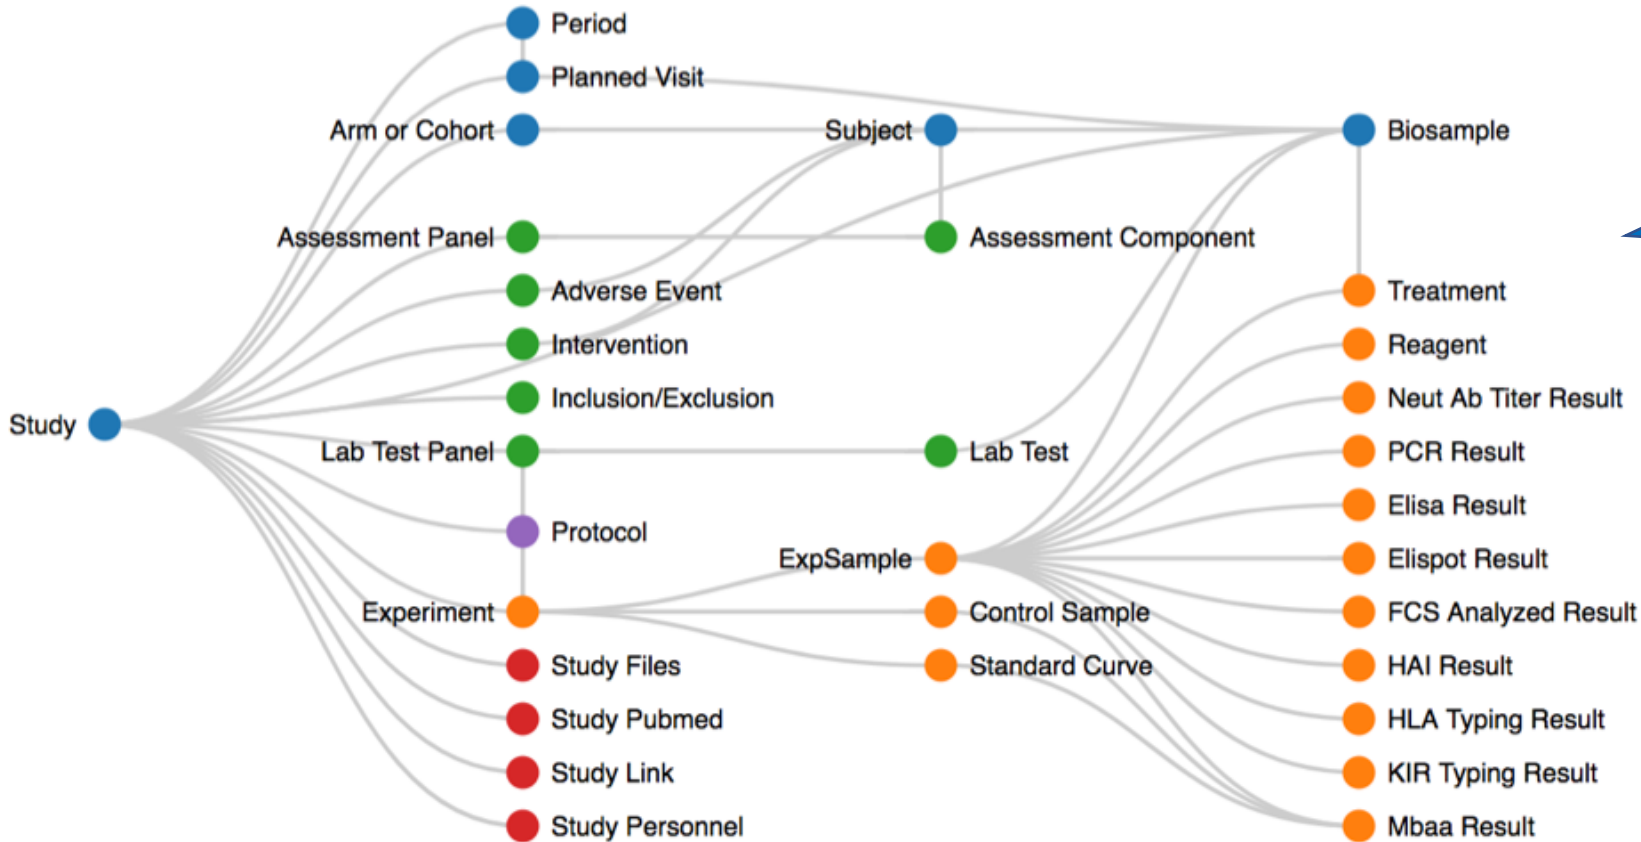 Period
Planned Visit
Arm or Cohort
Subject
Biosample
Assessment Panel
Assessment Component
Adverse Event
Treatment
Intervention
Reagent
Inclusion/Exclusion
Neut Ab Titer Result
Study
Lab Test Panel
Lab Test
PCR Result
Elisa Result
Protocol
ExpSample
Elispot Result
Experiment
Control Sample
FCS Analyzed Result
Study Files
Standard Curve
HAI Result
Study Pubmed
HLA Typing Result
Study Link
KIR Typing Result
Study Personnel
Mbaa Result